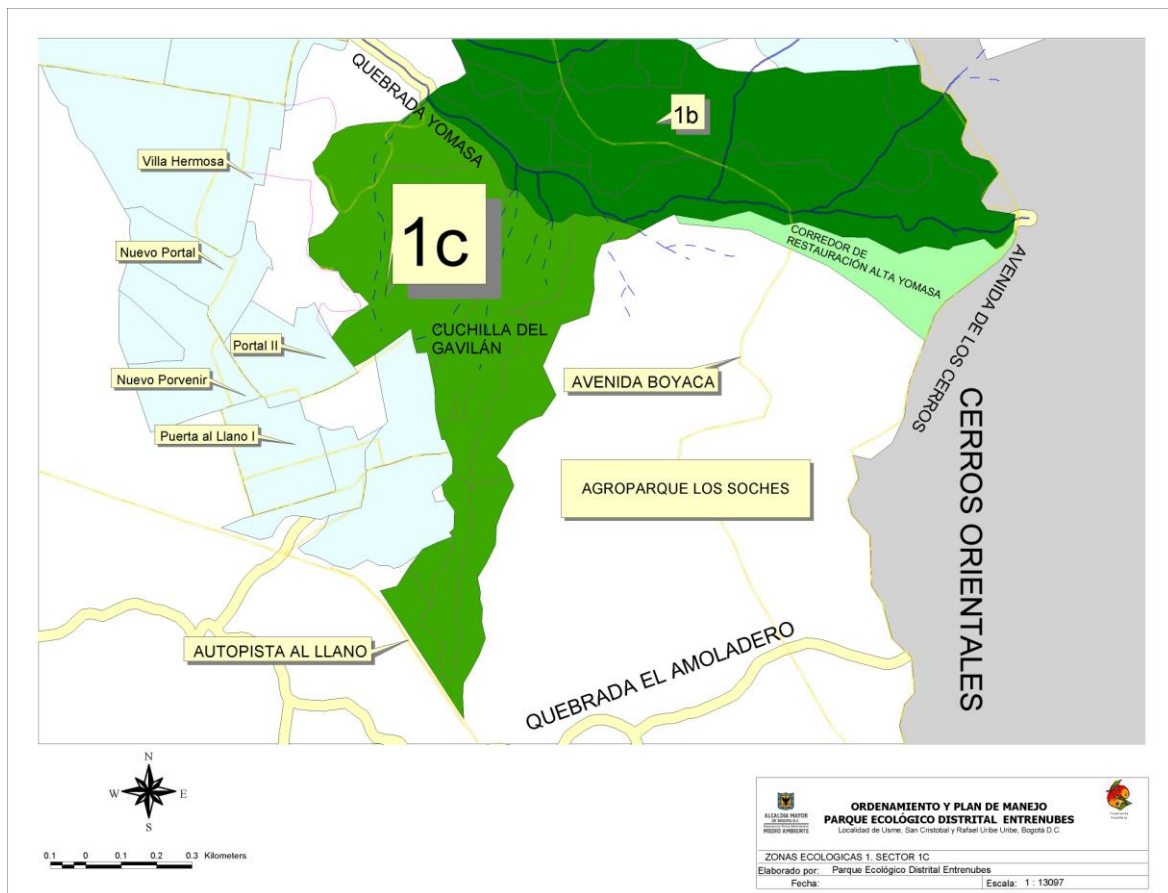 QUEBRADA YOMASA
1b
Villa Hermosa
1c
Nuevo Portal
CORREDOR DE
RESTAURACIÓN ALTA YOMASA
AVENIDA DE LOS CERROS
CUCHILLA DEL
GAVILÁN
Portal II
AVENIDA BOYACA
Nuevo Porvenir
CERROS ORIENTALES
Puerta al Llano I
AGROPARQUE LOS SOCHES
AUTOPISTA AL LLANO
QUEBRADA EL AMOLADERO
N
W E
S
0.1 0 0.1 0.2 0.3 Kilometers
ALCALDIA MAYOR
DE BOGOTA D.C.
MEDIO AMBIENTE
ORDENAMIENTO Y PLAN DE MANEJO
PARQUE ECOLÓGICO DISTRITAL ENTRENUBES
Localidad de Usme, San Cristobal y Rafael Uribe Uribe, Bogotá D.C.
ZONAS ECOLOGICAS 1. SECTOR 1C
Elaborado por: Parque Ecológico Distrital Entrenubes
Fecha: Escala: 1 : 13097